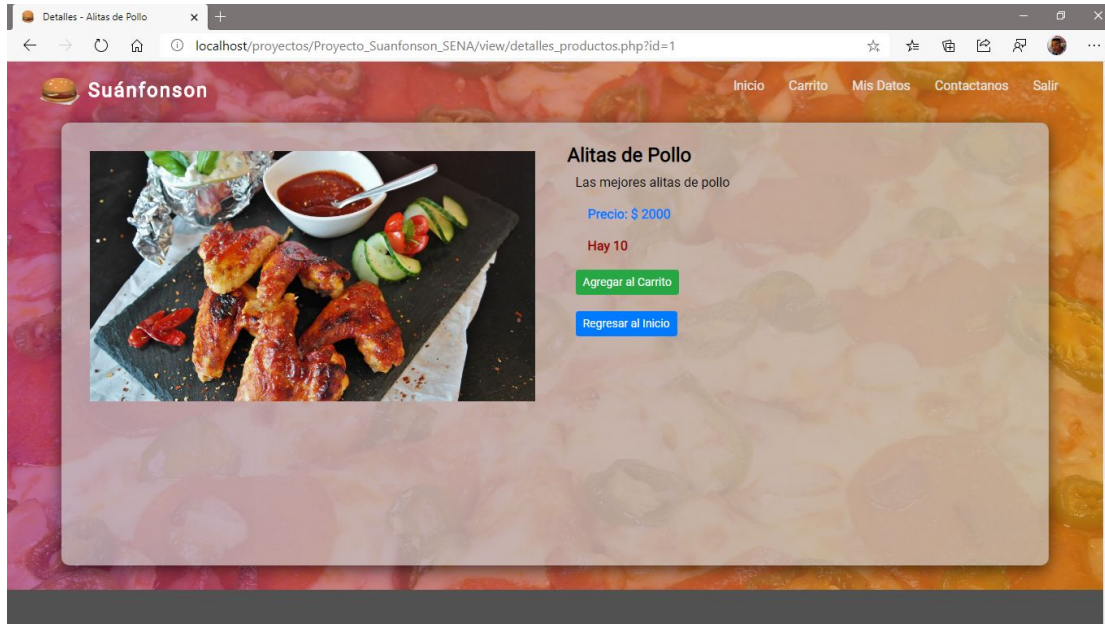 Detalles - Alitas de Pollo
localhost/proyectos/Proyecto_Suanfonson_SENA/view/detalles_productos.php?id=1
Suánfonson
Inicio Carrito Mis Datos Contactanos Salir
Alitas de Pollo
Las mejores alitas de pollo
Precio: $ 2000
Hay 10
Agregar al Carrito
Regresar al Inicio